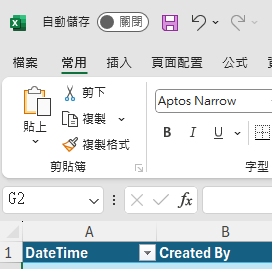 自動儲存 關閉
檔案 常用 插入 頁面配置 公式
貼上
剪下
複製
複製格式
剪貼簿
Aptos Narrow
B I U
字型
G2
fx
A B
1 DateTime Created By